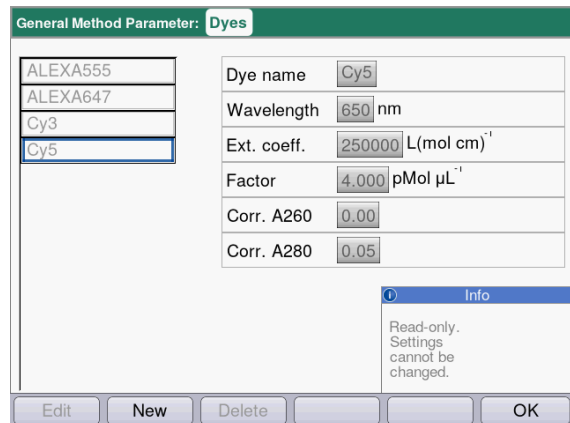 General Method Parameter: Dyes
ALEXA555
ALEXA647
Cy3
Cy5
Dye name Cy5
Wavelength 650 nm
Ext. coeff. 250000 L(mol cm)⁻¹
Factor 4.000 pMol µL⁻¹
Corr. A260 0.00
Corr. A280 0.05
Info
Read-only.
Settings
cannot be
changed.
Edit New Delete OK